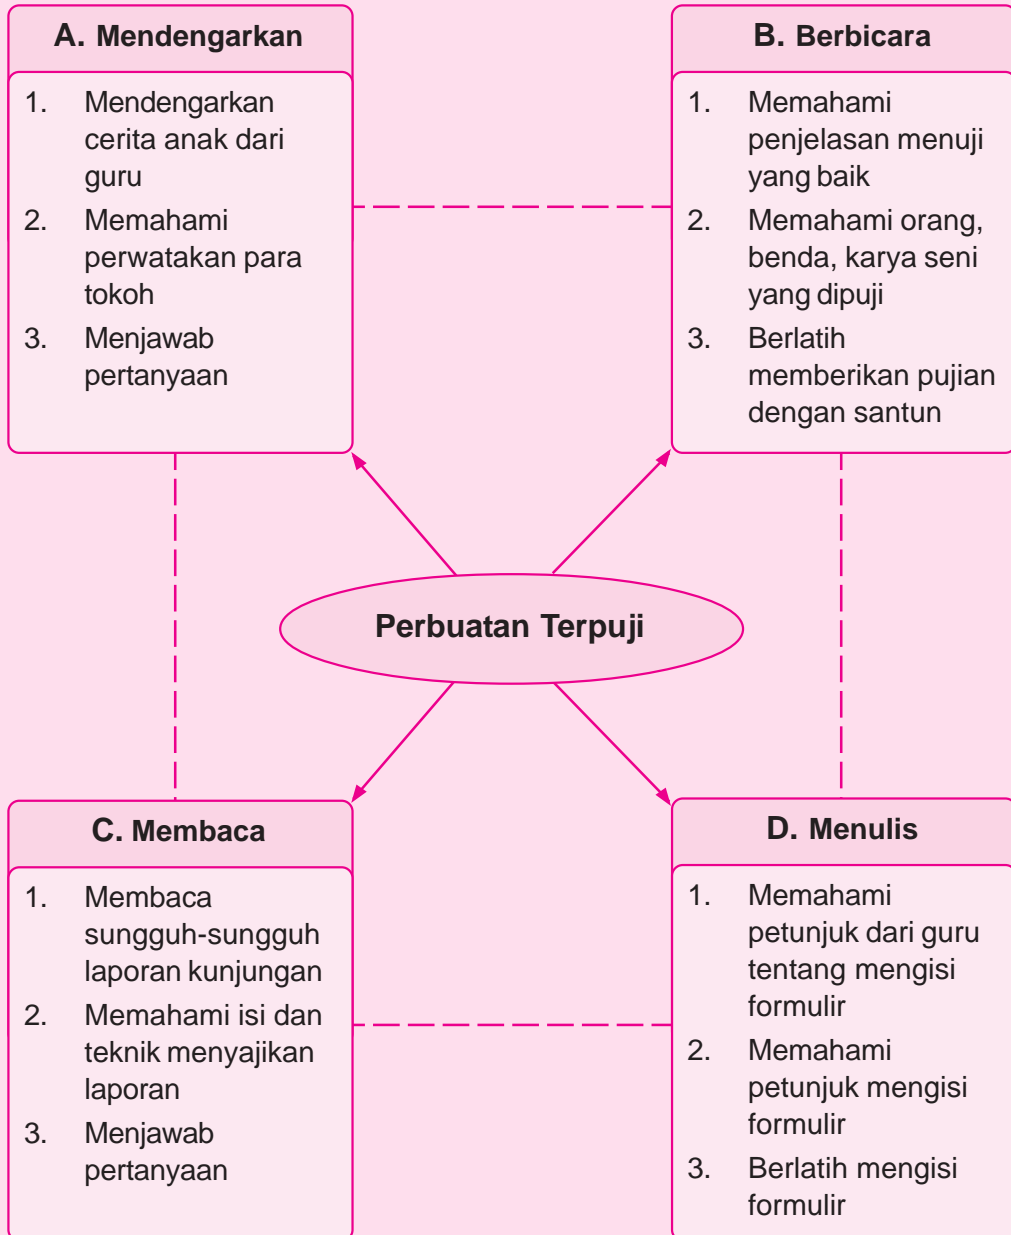 A. Mendengarkan
1. Mendengarkan
cerita anak dari
guru
2. Memahami
perwatakan para
tokoh
3. Menjawab
pertanyaan
B. Berbicara
1. Memahami
penjelasan menuji
yang baik
2. Memahami orang,
benda, karya seni
yang dipuji
3. Berlatih
memberikan pujian
dengan santun
Perbuatan Terpuji
C. Membaca
1. Membaca
sungguh-sungguh
laporan kunjungan
2. Memahami isi dan
teknik menyajikan
laporan
3. Menjawab
pertanyaan
D. Menulis
1. Memahami
petunjuk dari guru
tentang mengisi
formulir
2. Memahami
petunjuk mengisi
formulir
3. Berlatih mengisi
formulir